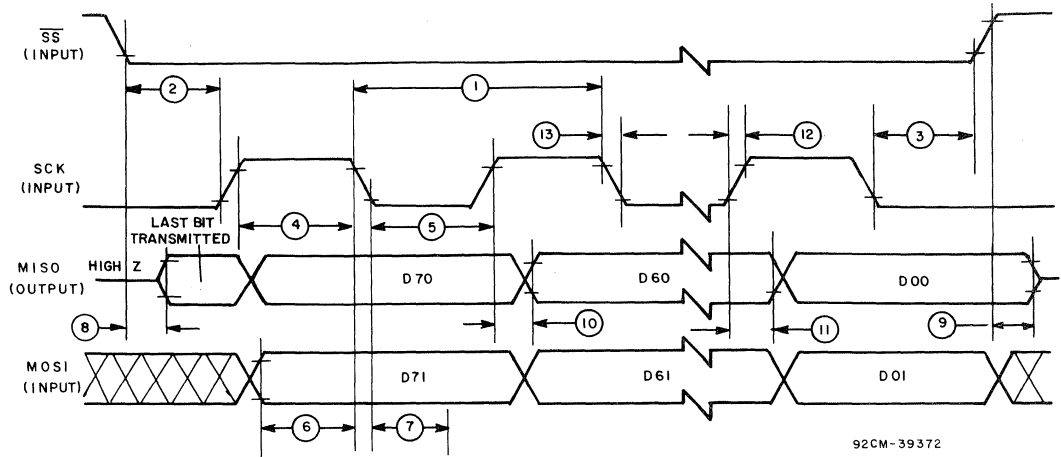 SS
(INPUT)
2
1
13
12
3
SCK
(INPUT)
LAST BIT
TRANSMITTED
4
5
MISO
(OUTPUT)
HIGH Z
D70
D60
D00
8
10
11
9
MOSI
(INPUT)
D71
D61
D01
6
7
92CM-39372